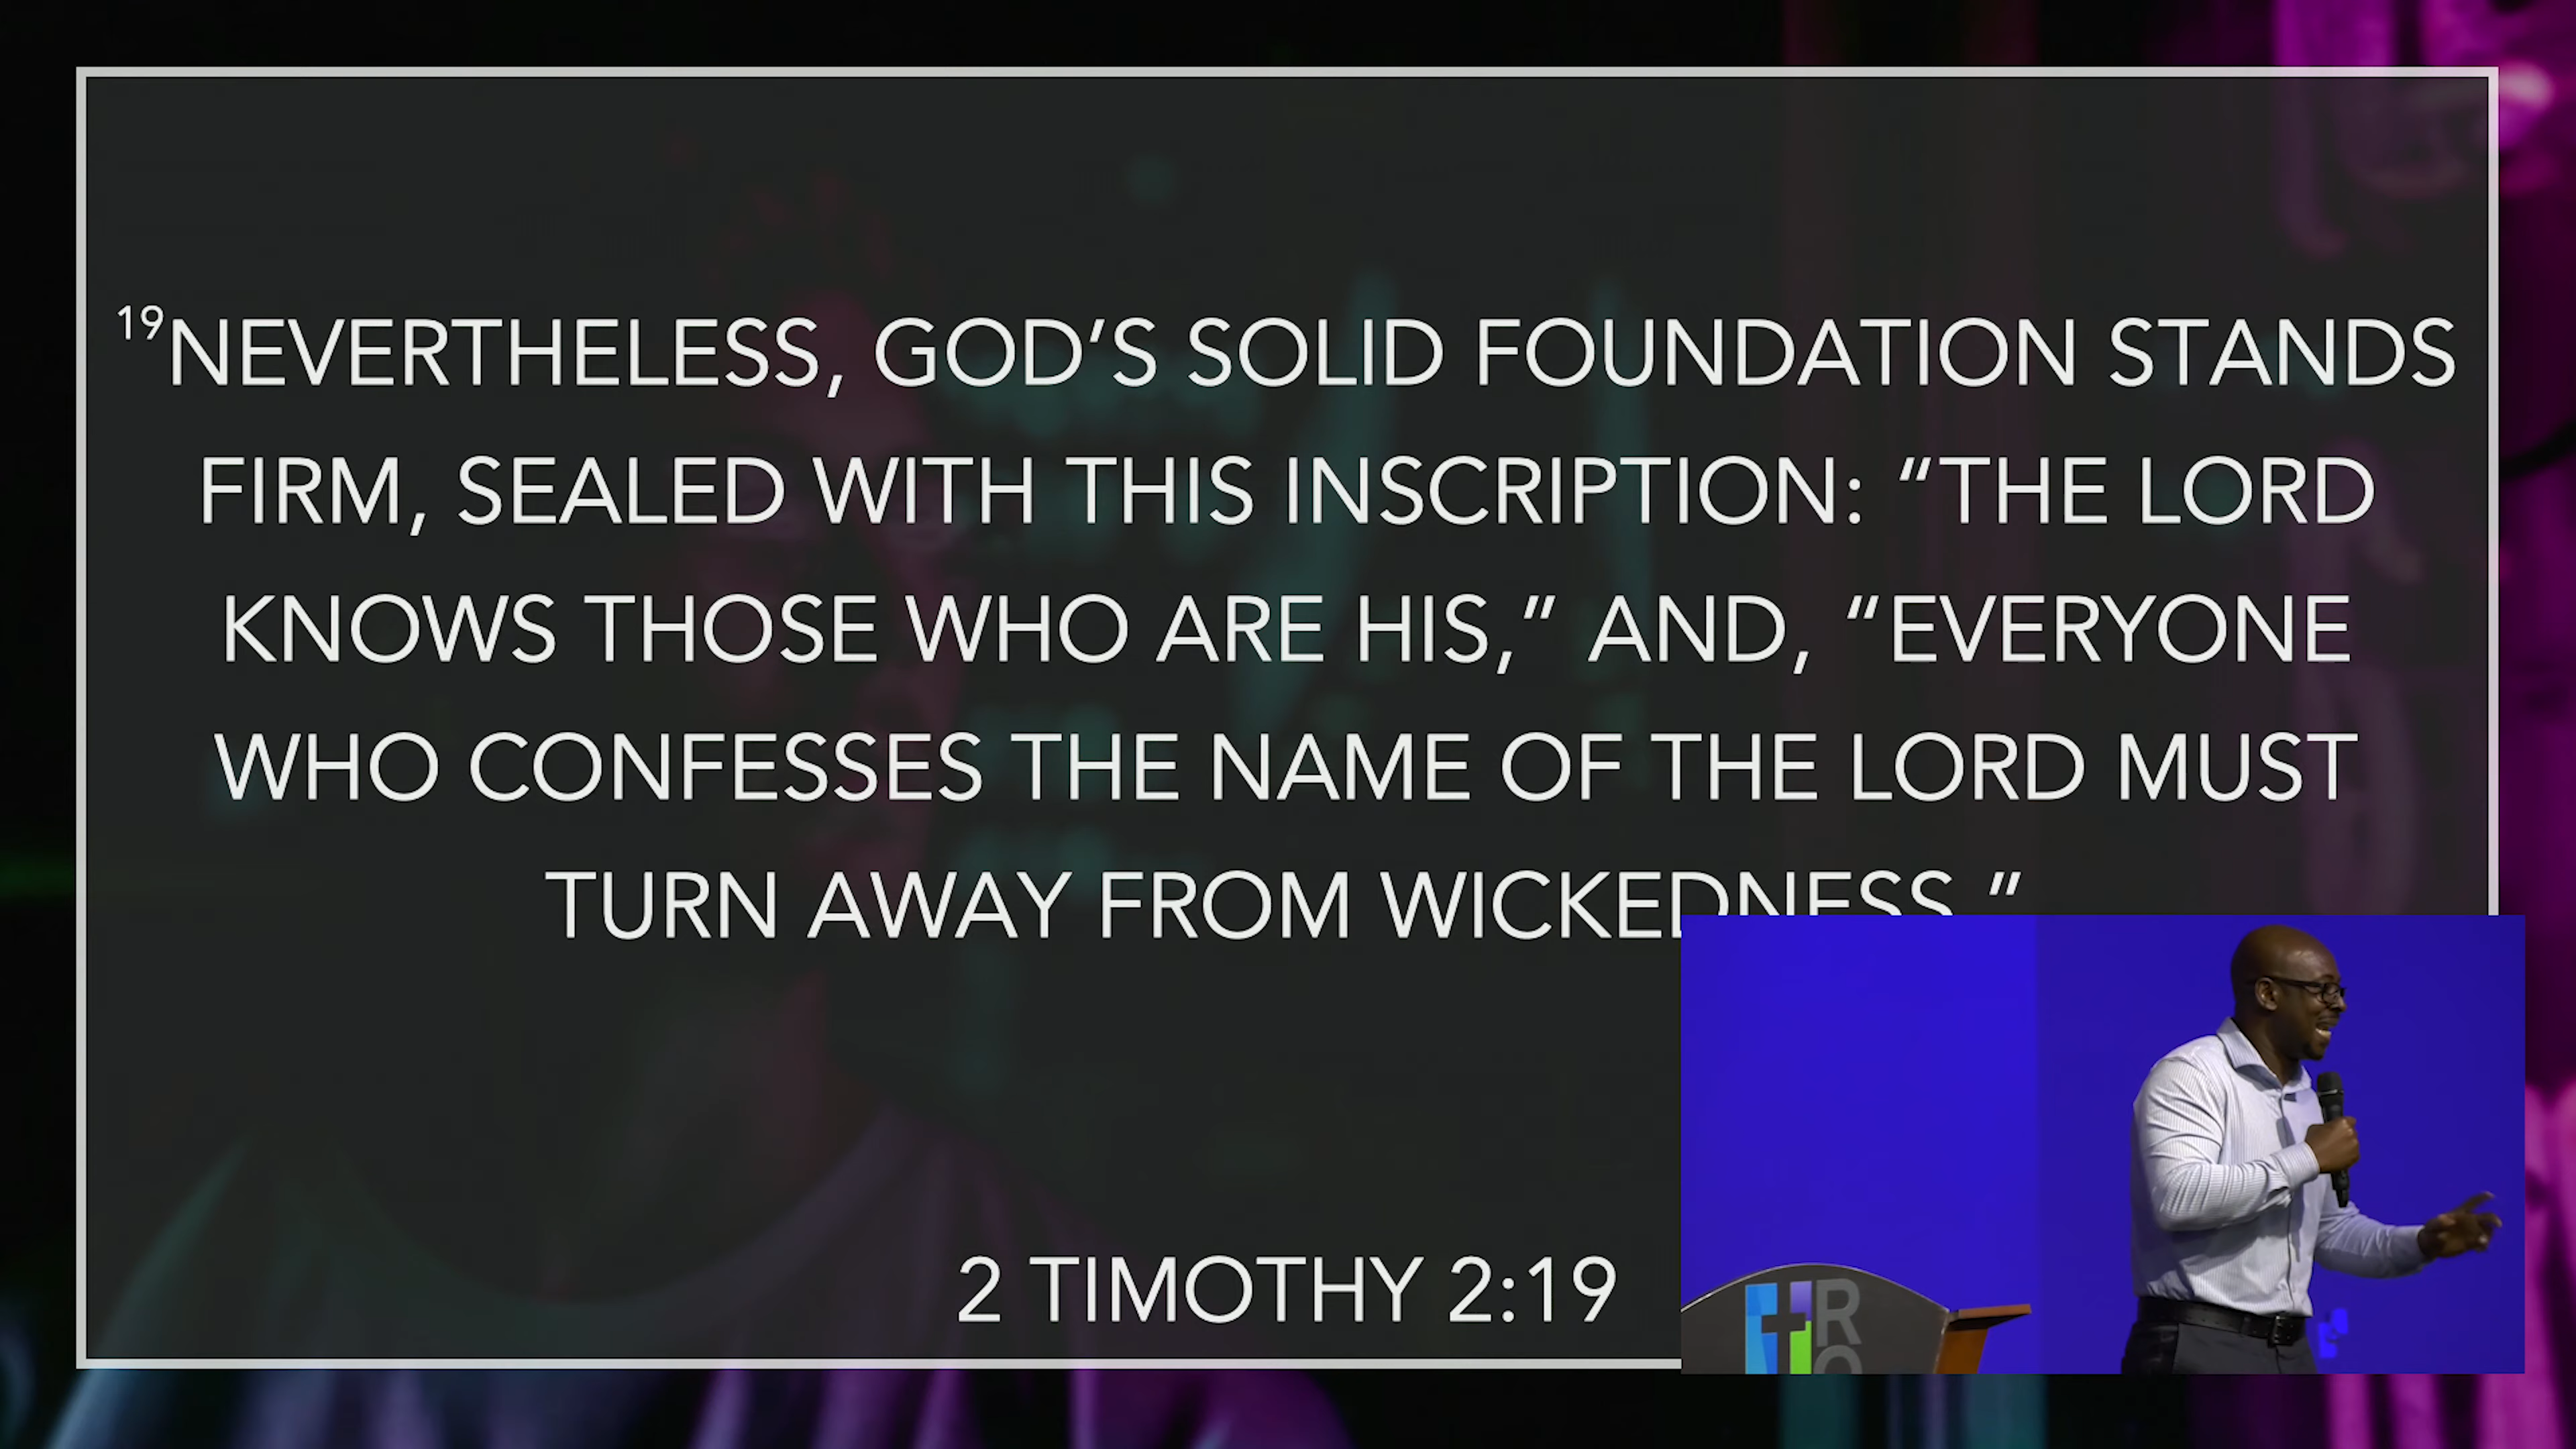 19NEVERTHELESS, GOD’S SOLID FOUNDATION STANDS
FIRM, SEALED WITH THIS INSCRIPTION: “THE LORD
KNOWS THOSE WHO ARE HIS,” AND, “EVERYONE
WHO CONFESSES THE NAME OF THE LORD MUST
TURN AWAY FROM WICKEDNESS.”
2 TIMOTHY 2:19
R